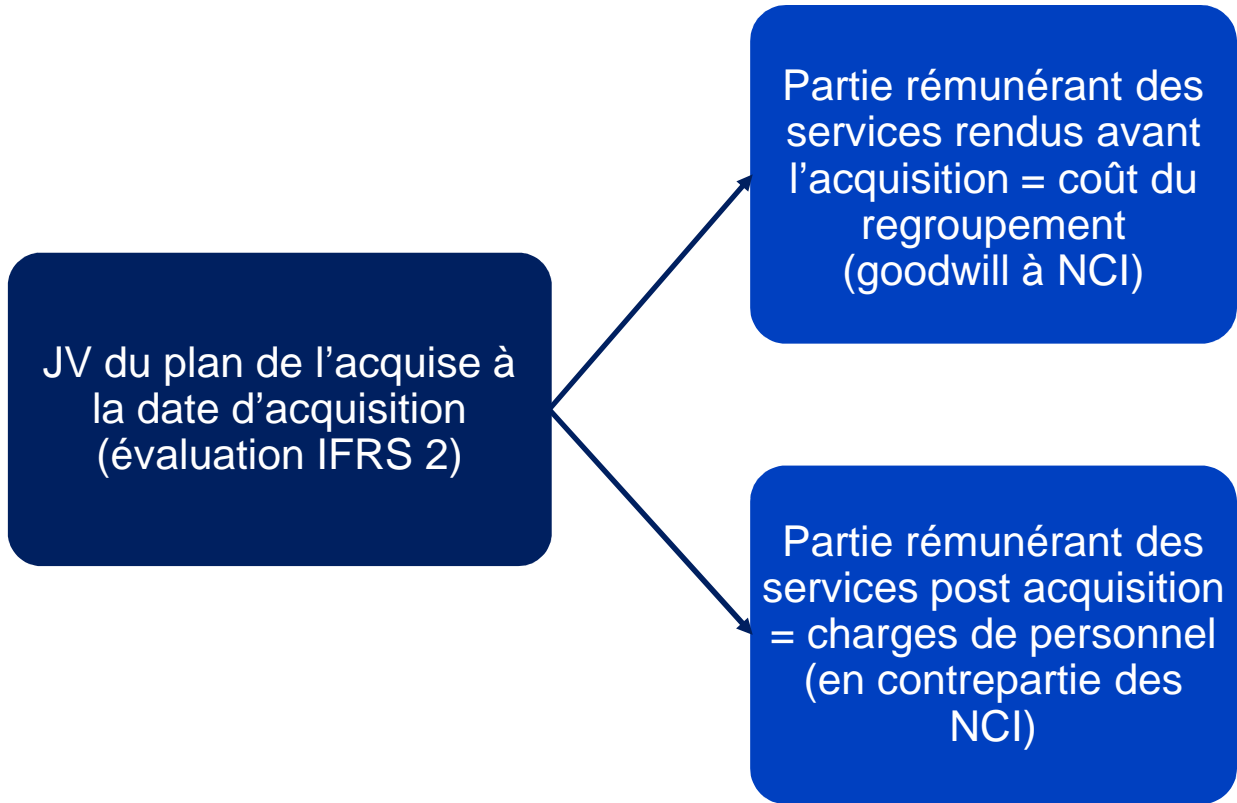 JV du plan de l’acquise à
la date d’acquisition
(évaluation IFRS 2)
Partie rémunérant des
services rendus avant
l’acquisition = coût du
regroupement
(goodwill à NCI)
Partie rémunérant des
services post acquisition
= charges de personnel
(en contrepartie des
NCI)